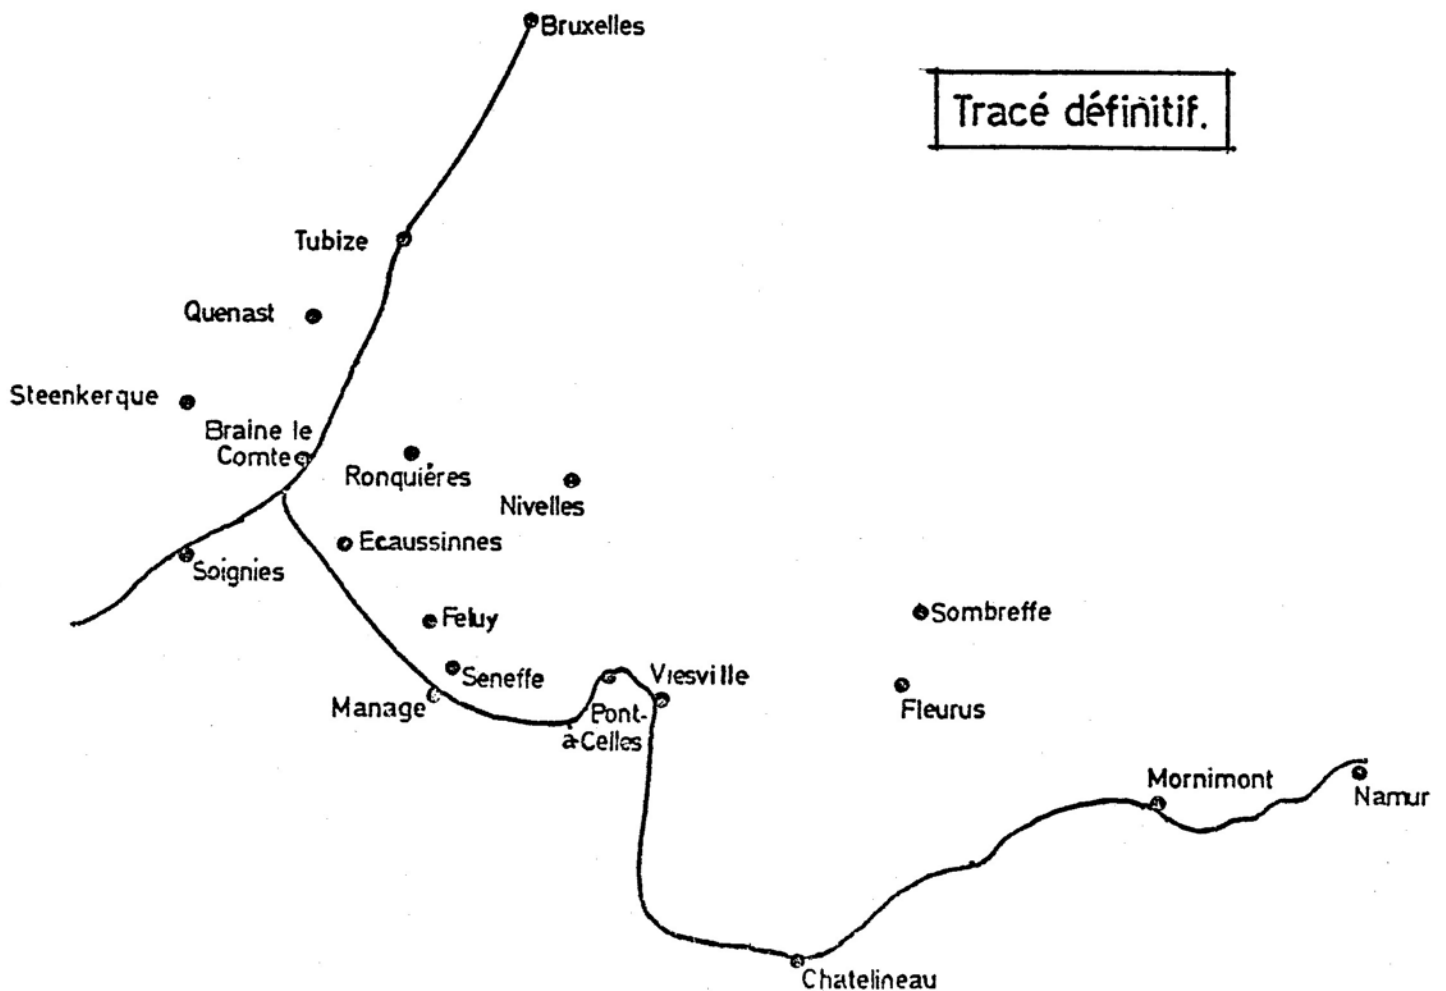 Bruxelles
Tracé définitif.
Tubize
Quenast
Steenkerque
Braine le
Comte
Ronquiéres
Nivelles
Ecaussinnes
Soignies
Feluy
Sombreffe
Seneffe
Viesville
Manage
Pont-
à-Celles
Fleurus
Mornimont
Namur
Chatelineau